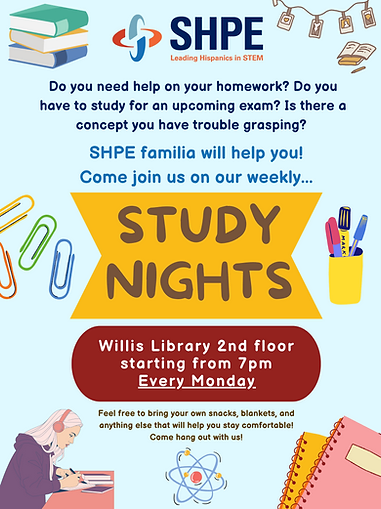 SHPE
Leading Hispanics in STEM
Do you need help on your homework? Do you
have to study for an upcoming exam? Is there a
concept you have trouble grasping?
SHPE familia will help you!
Come join us on our weekly...
STUDY
NIGHTS
Willis Library 2nd floor
starting from 7pm
Every Monday
Feel free to bring your own snacks, blankets, and
anything else that will help you stay comfortable!
Come hang out with us!